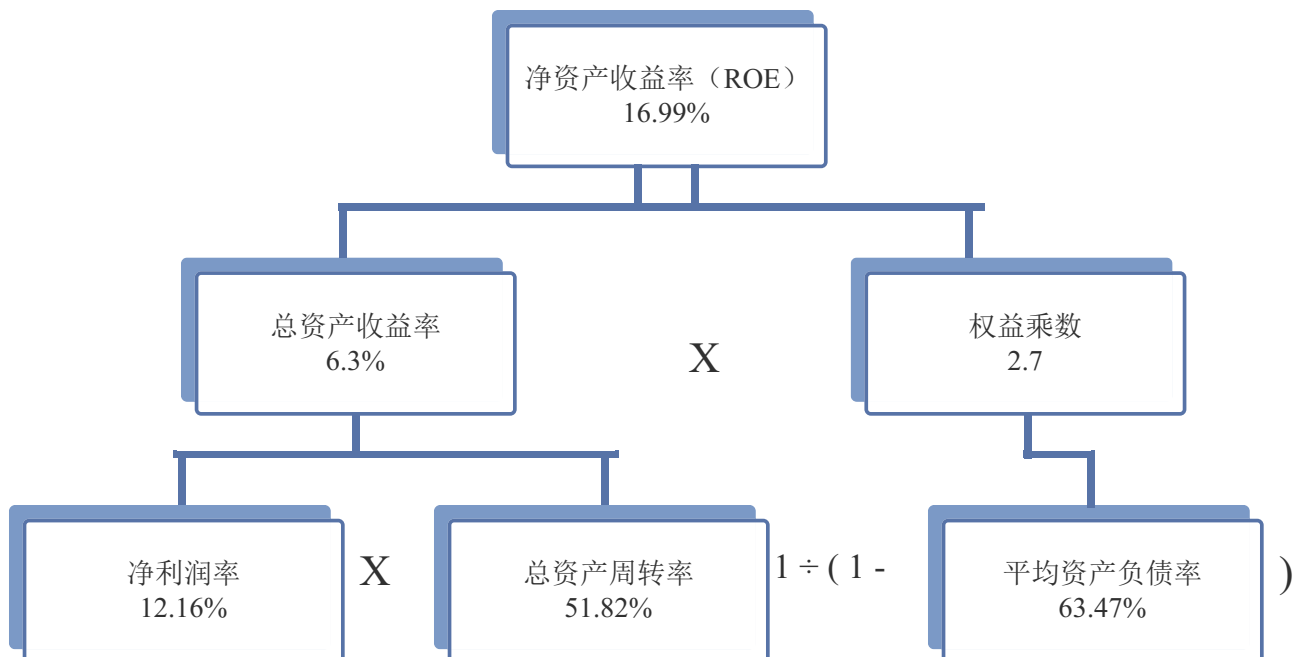 净资产收益率（ROE）
16.99%
总资产收益率
6.3%
X
权益乘数
2.7
净利润率
12.16%
X
总资产周转率
51.82%
1 ÷ ( 1 -
平均资产负债率
63.47%
)